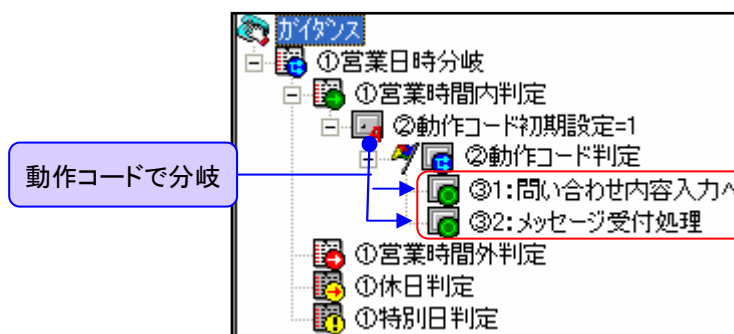 ガイダンス
①営業日時分岐
①営業時間内判定
②動作コード初期設定=1
②動作コード判定
動作コードで分岐
③1:問い合わせ内容入力へ
③2:メッセージ受付処理
①営業時間外判定
①休日判定
①特別日判定